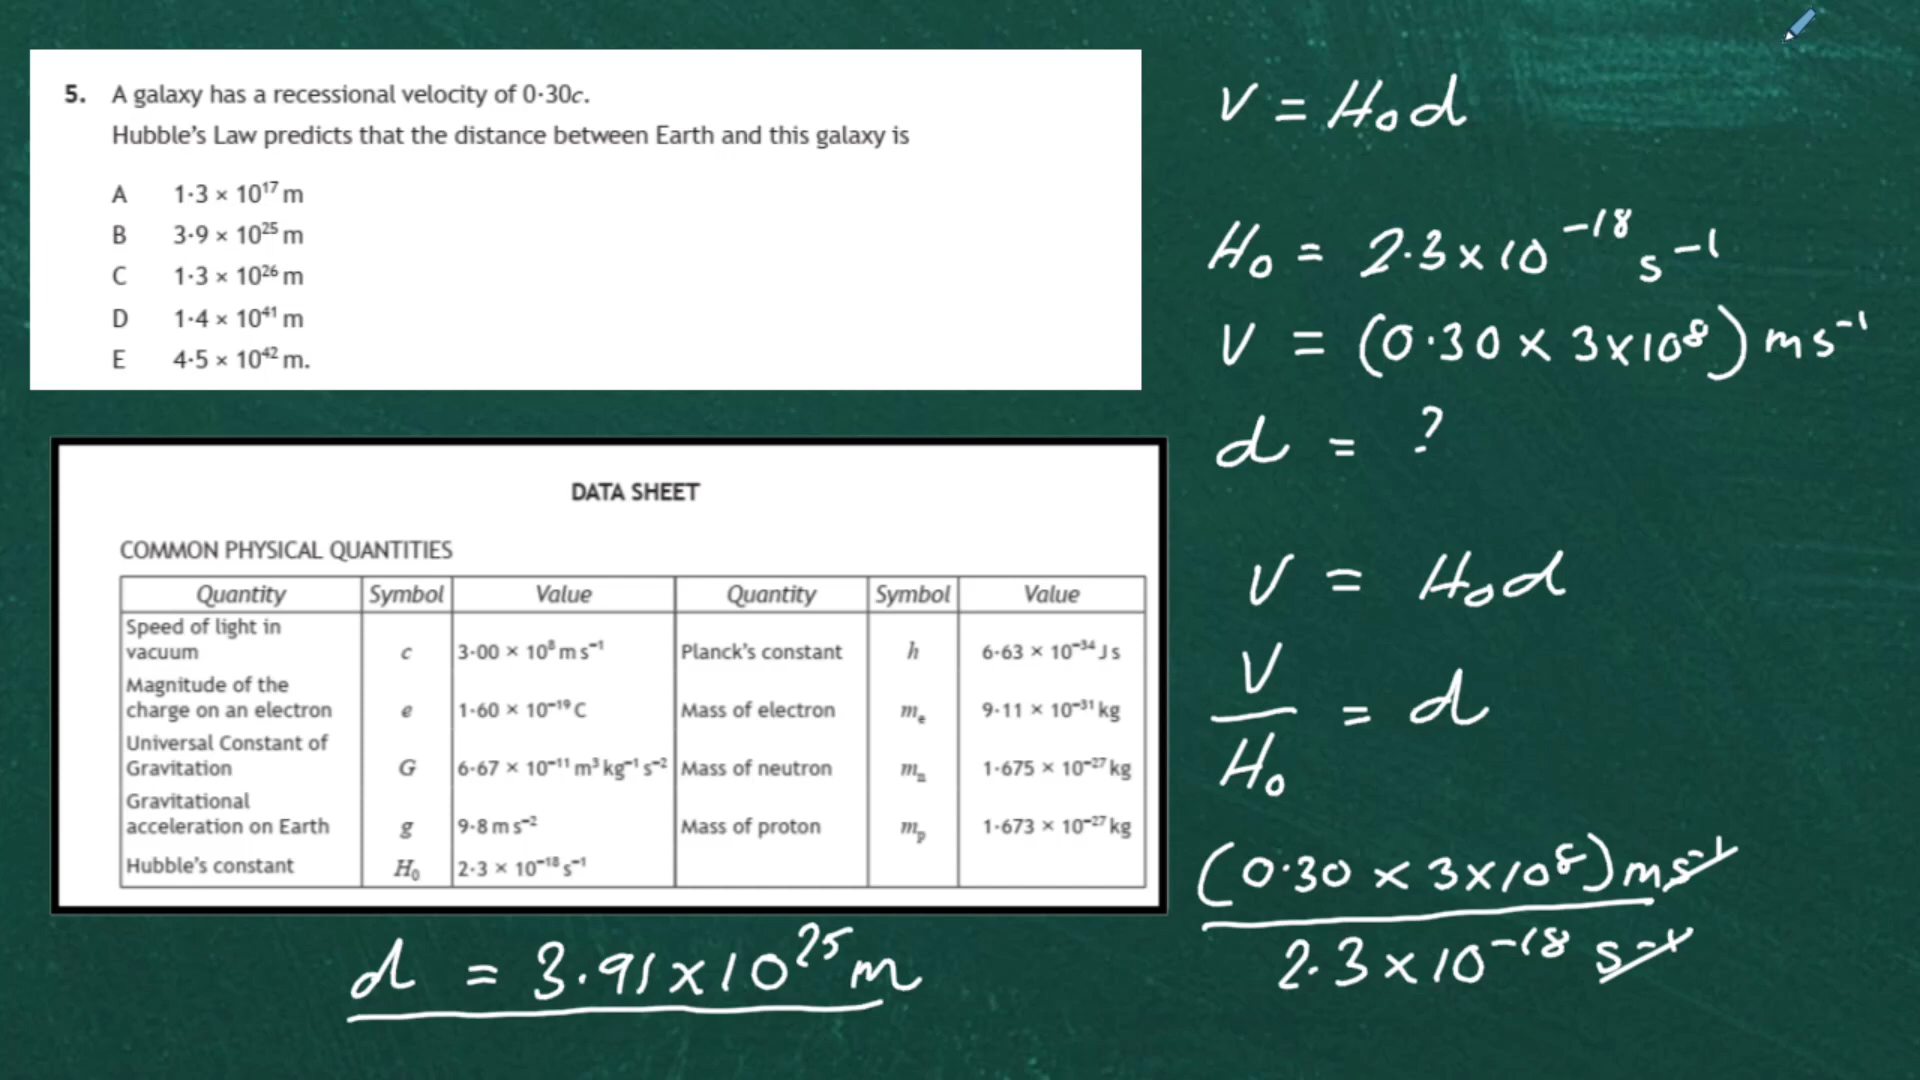 5. A galaxy has a recessional velocity of 0·30c.
Hubble's Law predicts that the distance between Earth and this galaxy is
A 1·3 × 10¹⁷ m
B 3·9 × 10²⁵ m
C 1·3 × 10²⁶ m
D 1·4 × 10⁴¹ m
E 4·5 × 10⁴² m.
DATA SHEET
COMMON PHYSICAL QUANTITIES
Quantity Symbol Value Quantity Symbol Value
Speed of light in
vacuum c 3·00 × 10⁸ m s⁻¹ Planck's constant h 6·63 × 10⁻³⁴ J s
Magnitude of the
charge on an electron e 1·60 × 10⁻¹⁹ C Mass of electron mₑ 9·11 × 10⁻³¹ kg
Universal Constant of
Gravitation G 6·67 × 10⁻¹¹ m³ kg⁻¹ s⁻² Mass of neutron mₙ 1·675 × 10⁻²⁷ kg
Gravitational
acceleration on Earth g 9·8 m s⁻² Mass of proton mₚ 1·673 × 10⁻²⁷ kg
Hubble's constant H₀ 2·3 × 10⁻¹⁸ s⁻¹
V = H₀d
H₀ = 2·3 × 10⁻¹⁸ s⁻¹
V = (0·30 × 3×10⁸) ms⁻¹
d = ?
V = H₀d
V
= d
H₀
(0·30 × 3×10⁸) ms⁻¹
2·3 × 10⁻¹⁸ s⁻¹
d = 3·91 × 10²⁵ m